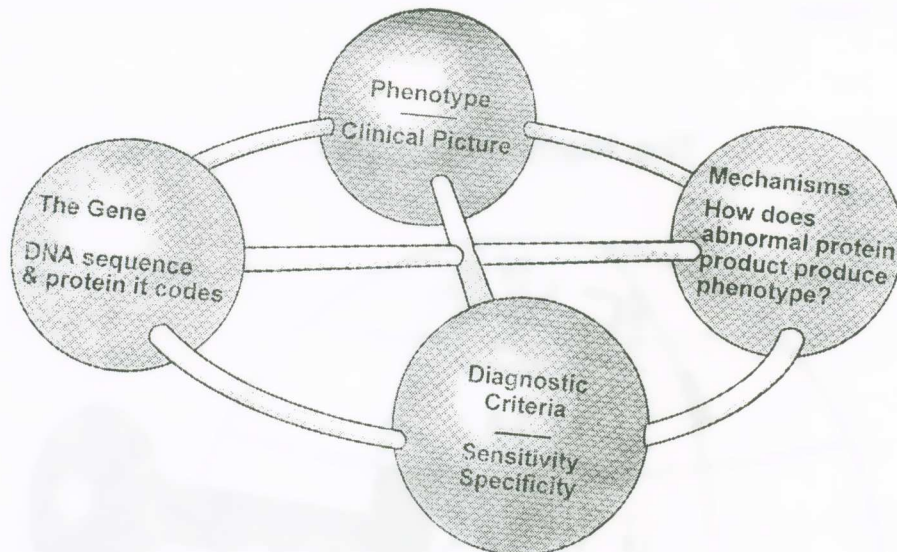 Phenotype
Clinical Picture
The Gene
DNA sequence
& protein it codes
Mechanisms
How does
abnormal protein
product produce
phenotype?
Diagnostic
Criteria
Sensitivity
Specificity